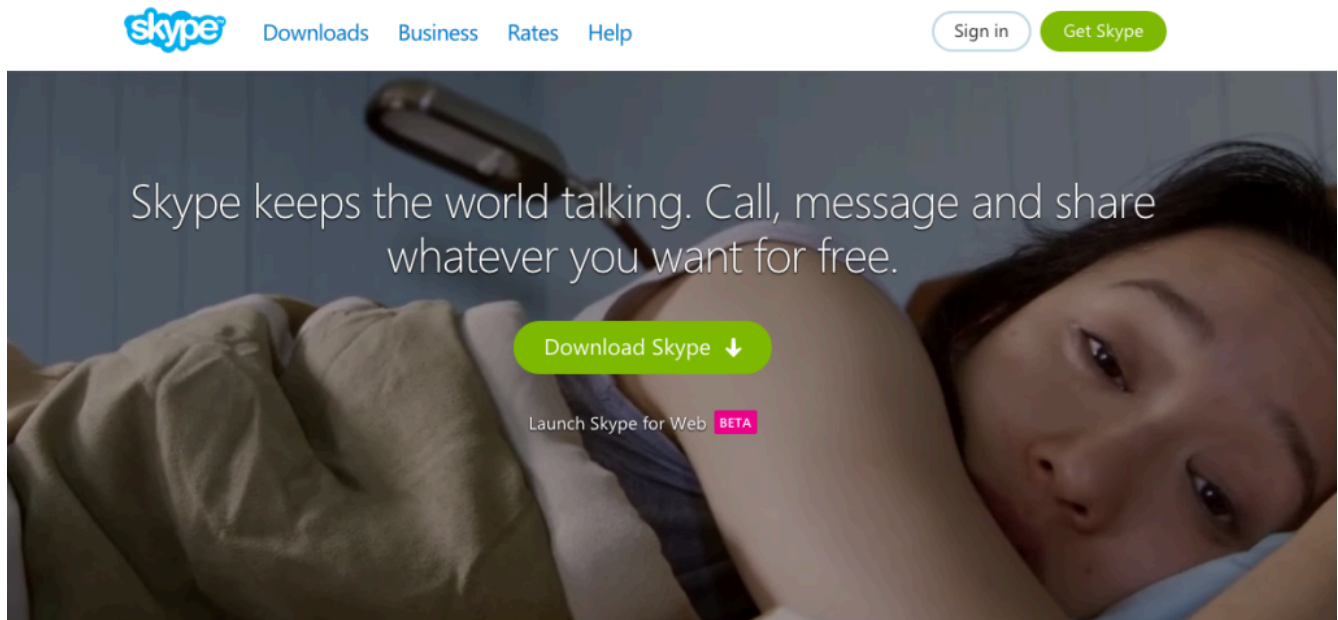 skype™
Downloads Business Rates Help
Sign in
Get Skype
Skype keeps the world talking. Call, message and share
whatever you want for free.
Download Skype
Launch Skype for Web BETA